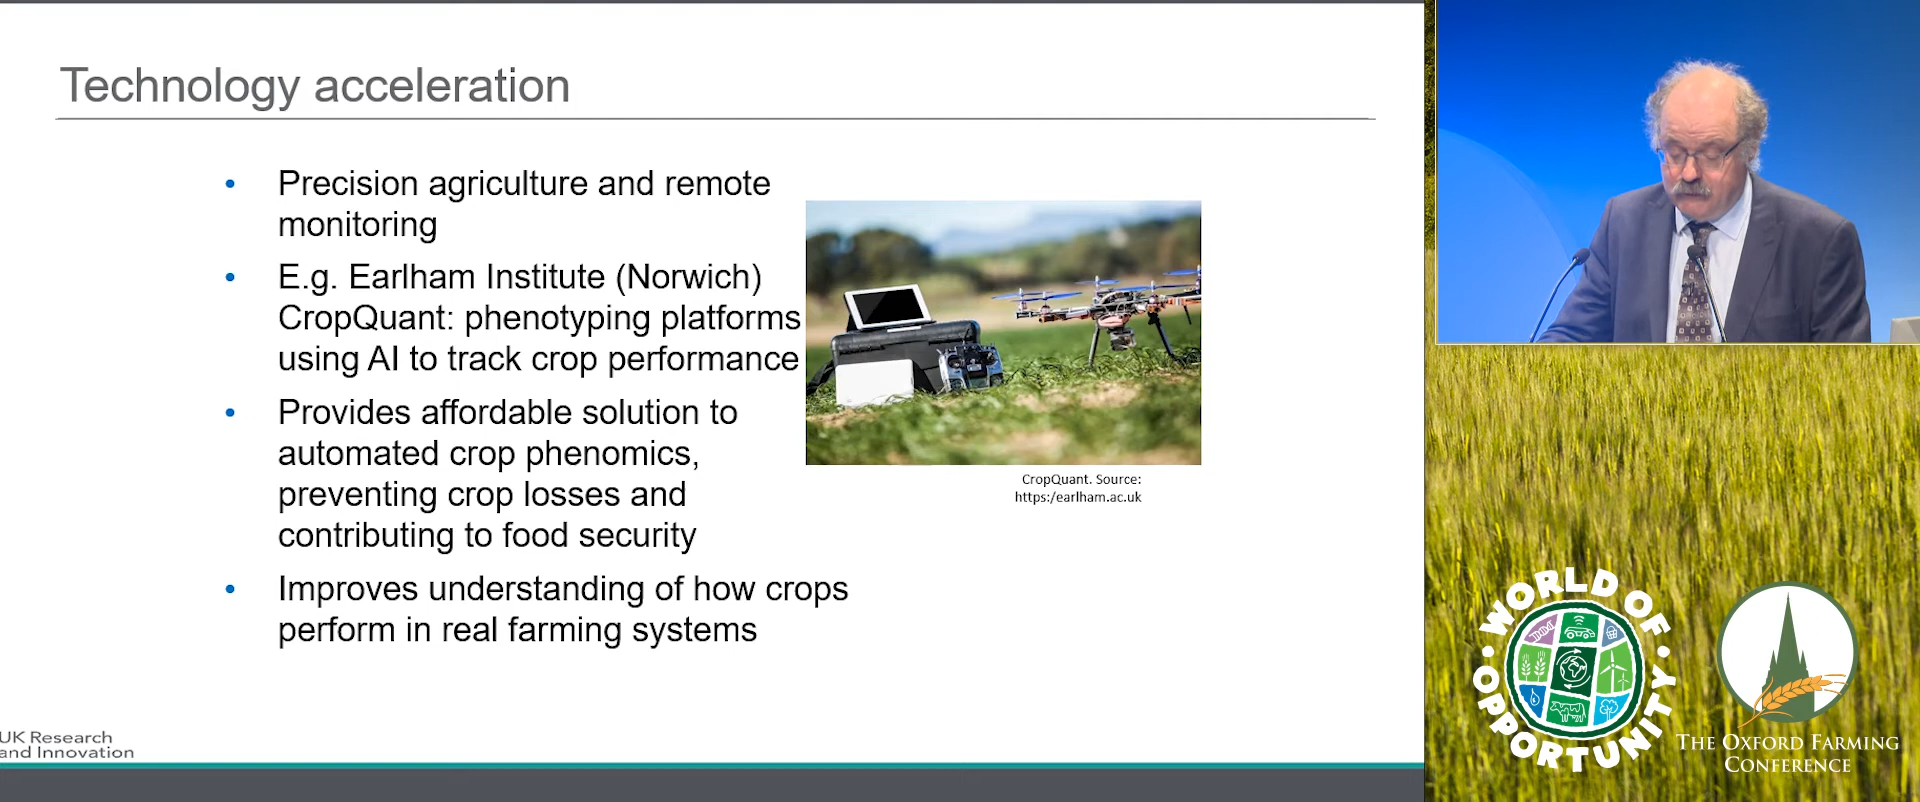 Technology acceleration
• Precision agriculture and remote
monitoring
• E.g. Earlham Institute (Norwich)
CropQuant: phenotyping platforms
using AI to track crop performance
• Provides affordable solution to
automated crop phenomics,
preventing crop losses and
contributing to food security
• Improves understanding of how crops
perform in real farming systems
CropQuant. Source:
https:/earlham.ac.uk
UK Research
and Innovation
WORLD OF
OPPORTUNITY
THE OXFORD FARMING
CONFERENCE